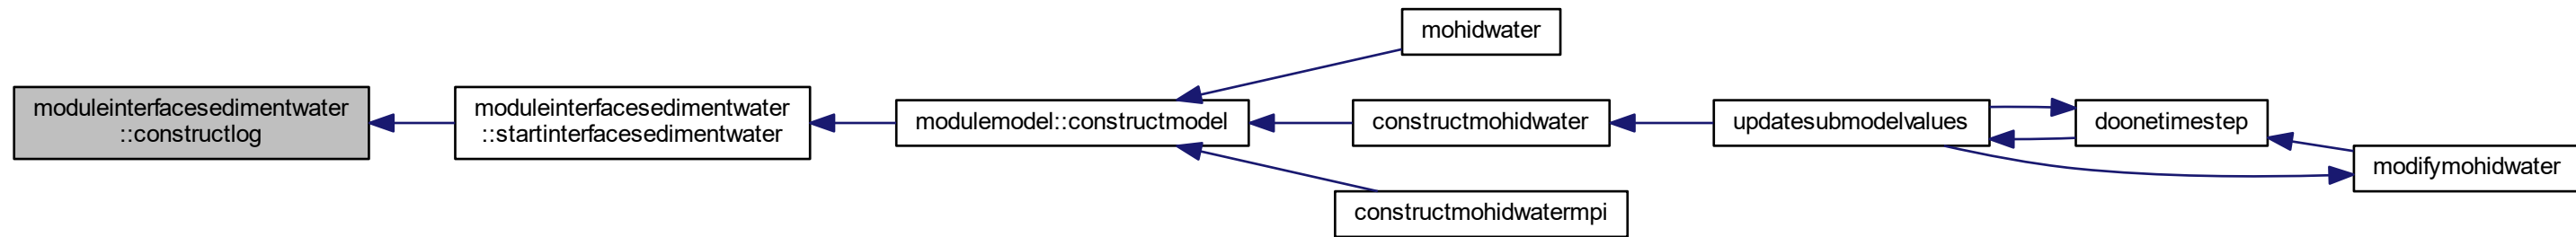 moduleinterfacesedimentwater
::constructlog
moduleinterfacesedimentwater
::startinterfacesedimentwater
modulemodel::constructmodel
mohidwater
constructmohidwater
constructmohidwatermpi
updatesubmodelvalues
doonetimestep
modifymohidwater